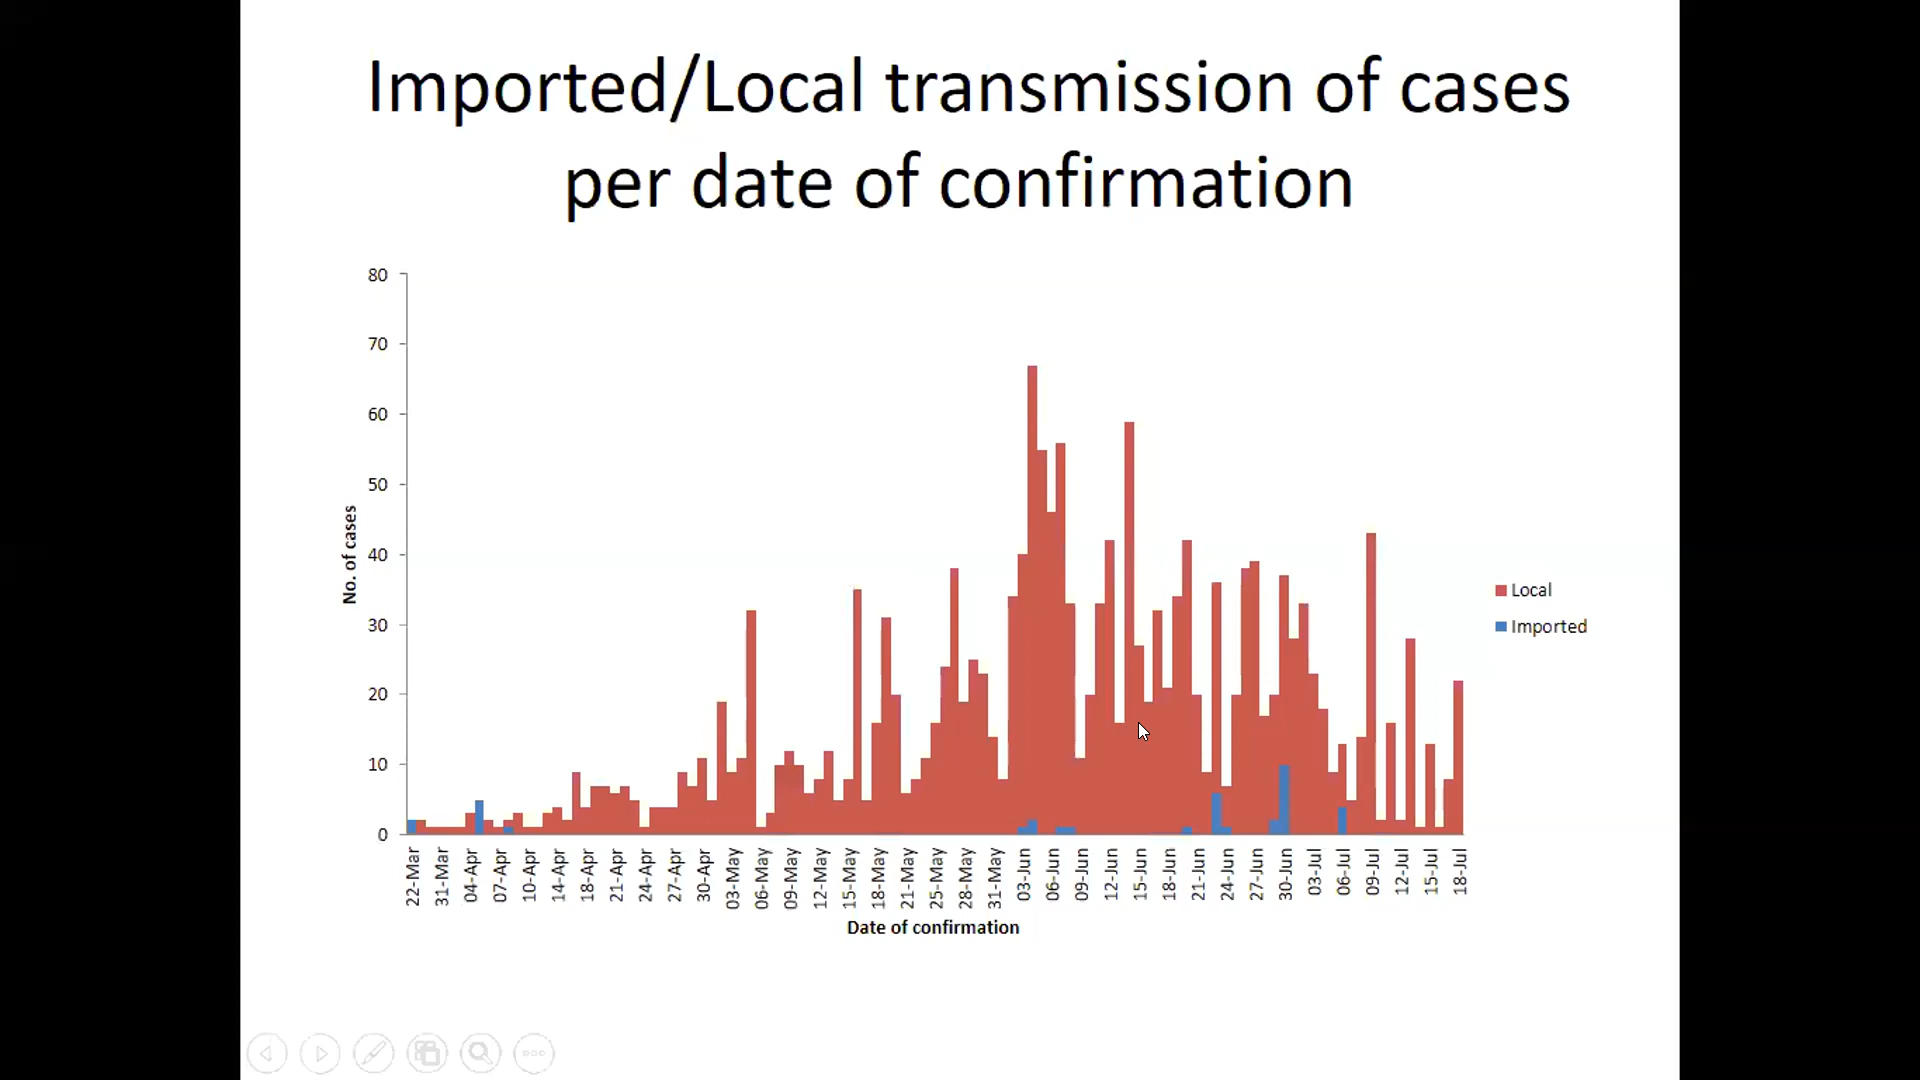 Imported/Local transmission of cases
per date of confirmation
80
70
60
50
40
30
20
10
0
No. of cases
Local
Imported
22-Mar
31-Mar
04-Apr
07-Apr
10-Apr
14-Apr
18-Apr
21-Apr
24-Apr
27-Apr
30-Apr
03-May
06-May
09-May
12-May
15-May
18-May
21-May
25-May
28-May
31-May
03-Jun
06-Jun
09-Jun
12-Jun
15-Jun
18-Jun
21-Jun
24-Jun
27-Jun
30-Jun
03-Jul
06-Jul
09-Jul
12-Jul
15-Jul
18-Jul
Date of confirmation